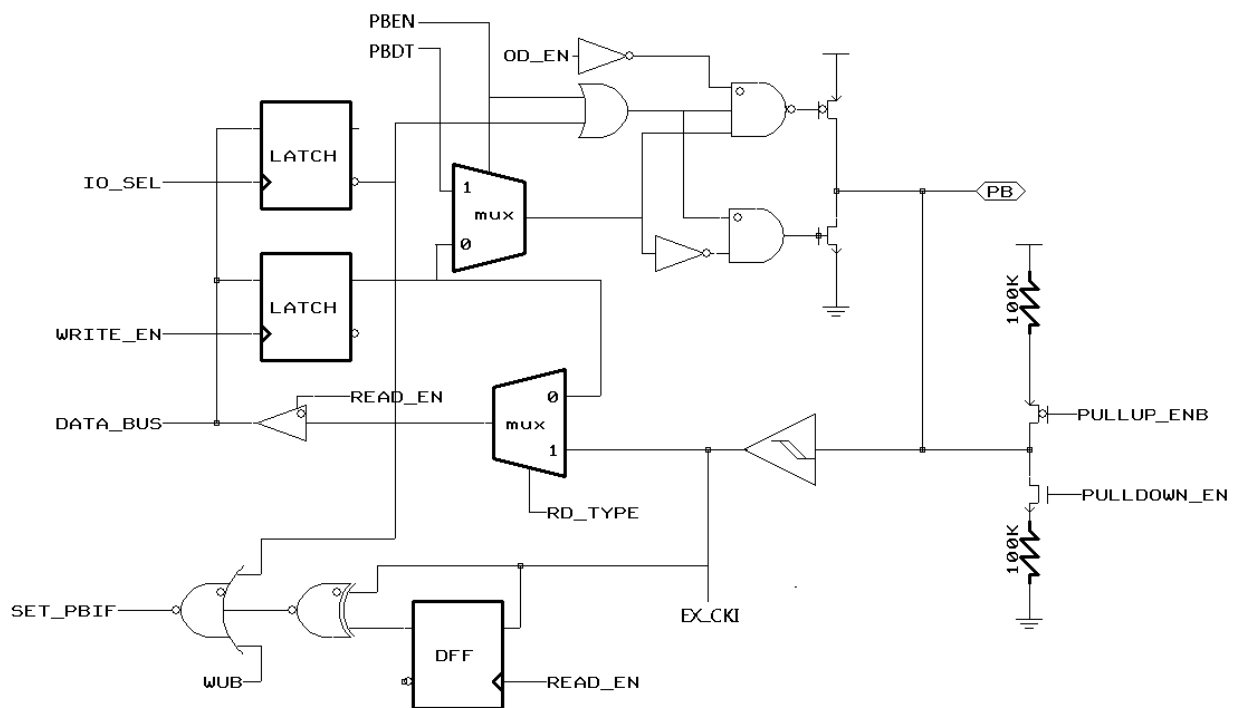 PBEN
PBDT
OD_EN
LATCH
IO_SEL
1
mux
0
PB
LATCH
WRITE_EN
100K
READ_EN
0
DATA_BUS
mux
1
PULLUP_ENB
RD_TYPE
PULLDOWN_EN
100K
SET_PBIF
EX_CKI
DFF
WUB
READ_EN